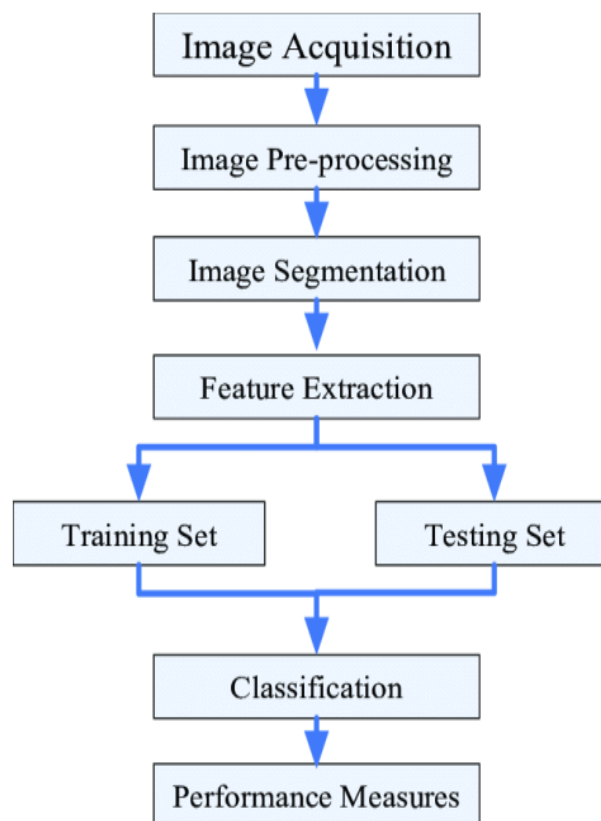 Image Acquisition
Image Pre-processing
Image Segmentation
Feature Extraction
Training Set
Testing Set
Classification
Performance Measures